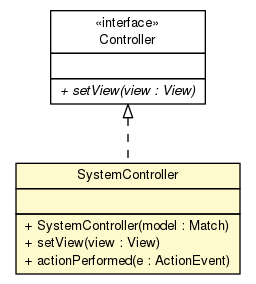 «interface»
Controller
+ setView(view : View)
SystemController
+ SystemController(model : Match)
+ setView(view : View)
+ actionPerformed(e : ActionEvent)